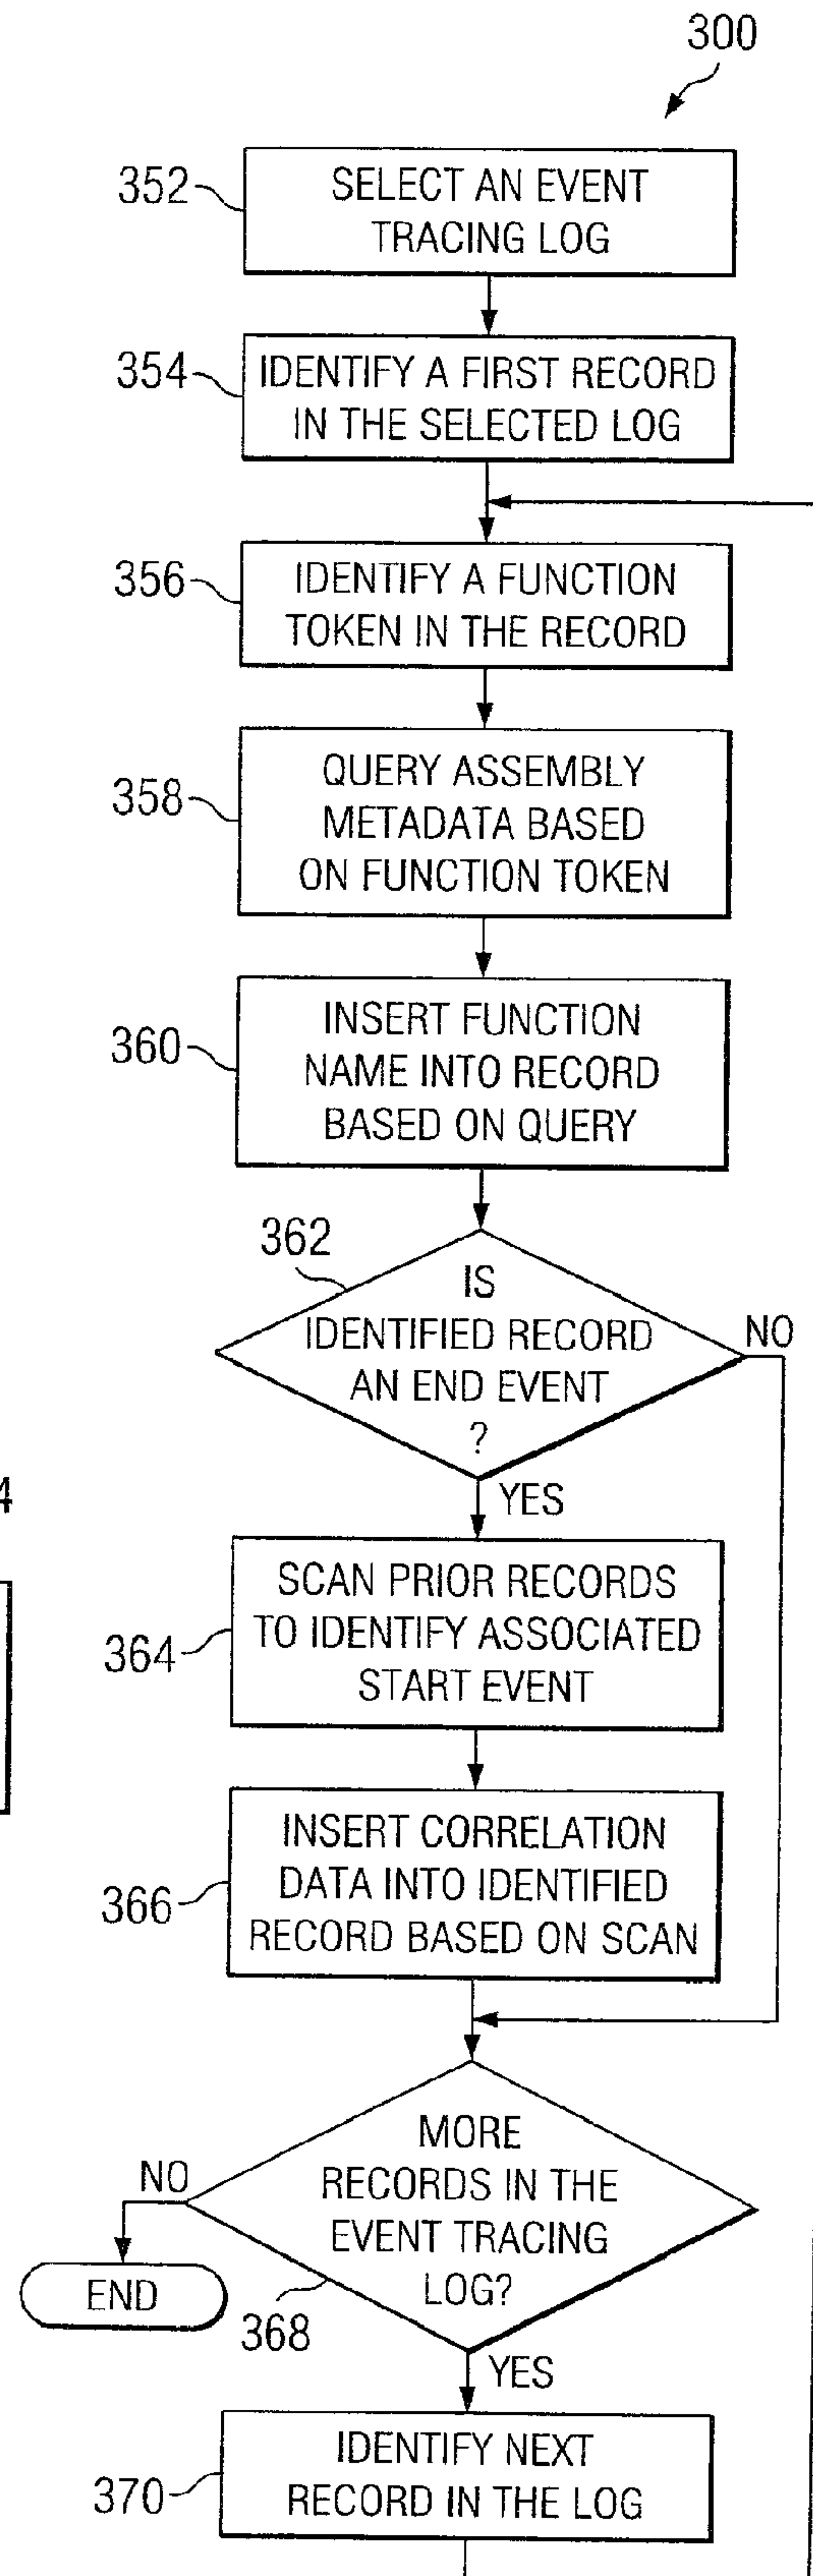 300
352
SELECT AN EVENT
TRACING LOG
354
IDENTIFY A FIRST RECORD
IN THE SELECTED LOG
356
IDENTIFY A FUNCTION
TOKEN IN THE RECORD
358
QUERY ASSEMBLY
METADATA BASED
ON FUNCTION TOKEN
360
INSERT FUNCTION
NAME INTO RECORD
BASED ON QUERY
362
IS
IDENTIFIED RECORD
AN END EVENT
?
NO
YES
4
364
SCAN PRIOR RECORDS
TO IDENTIFY ASSOCIATED
START EVENT
366
INSERT CORRELATION
DATA INTO IDENTIFIED
RECORD BASED ON SCAN
MORE
RECORDS IN THE
EVENT TRACING
LOG?
NO
END
368
YES
370
IDENTIFY NEXT
RECORD IN THE LOG